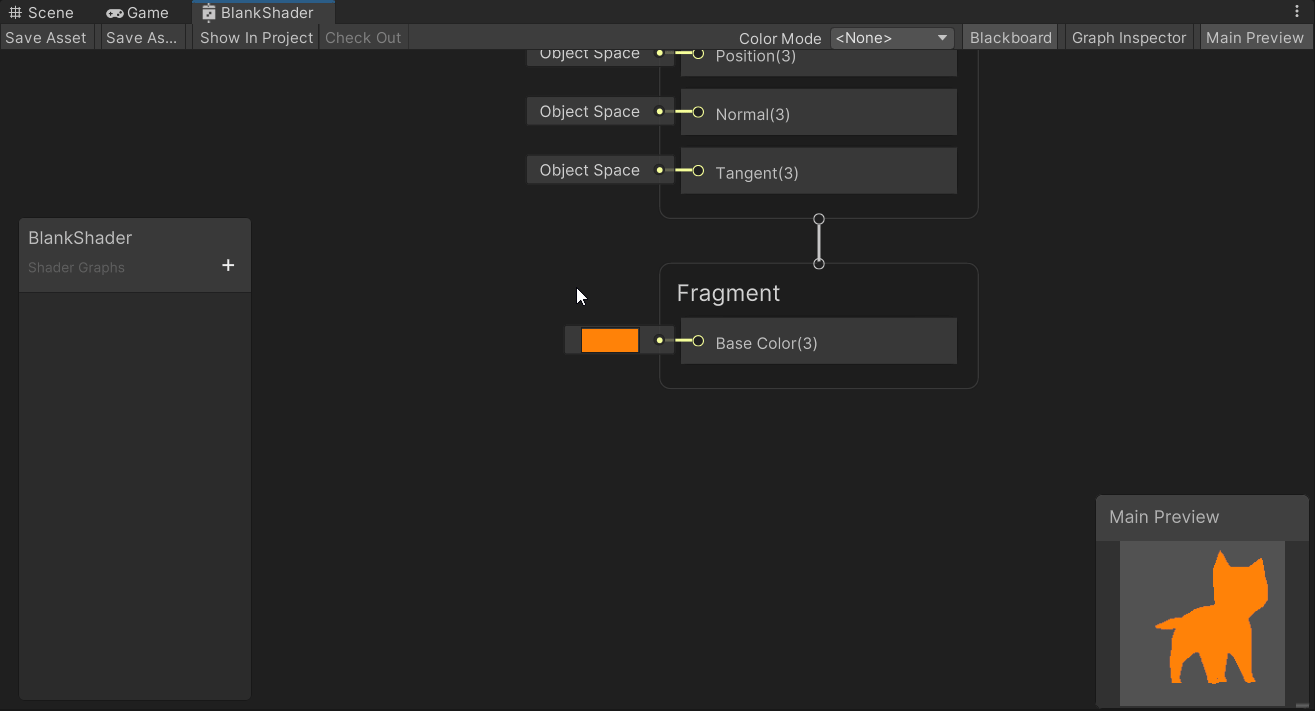 Scene Game BlankShader
Save Asset Save As... Show In Project Check Out Color Mode <None> Blackboard Graph Inspector Main Preview
Object Space Position(3)
Object Space Normal(3)
Object Space Tangent(3)
BlankShader
Shader Graphs +
Fragment
Base Color(3)
Main Preview